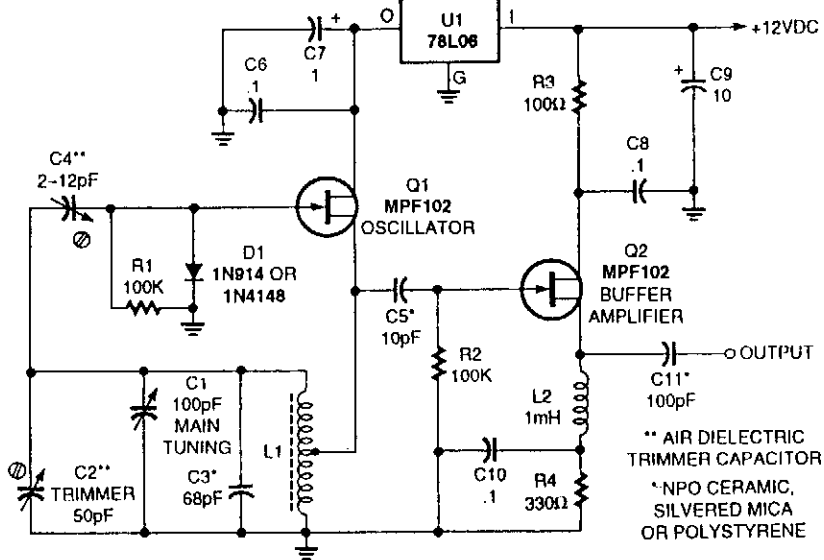 O
U1
78L06
I
G
+12VDC
+
C7
1
C6
.1
R3
100Ω
+
C9
10
C8
.1
C4**
2-12pF
Q1
MPF102
OSCILLATOR
R1
100K
D1
1N914 OR
1N4148
Q2
MPF102
BUFFER
AMPLIFIER
C5*
10pF
R2
100K
OUTPUT
C11*
100pF
L2
1mH
C1
100pF
MAIN
TUNING
L1
C2**
TRIMMER
50pF
C3*
68pF
C10
.1
R4
330Ω
** AIR DIELECTRIC
TRIMMER CAPACITOR
*NPO CERAMIC,
SILVERED MICA
OR POLYSTYRENE